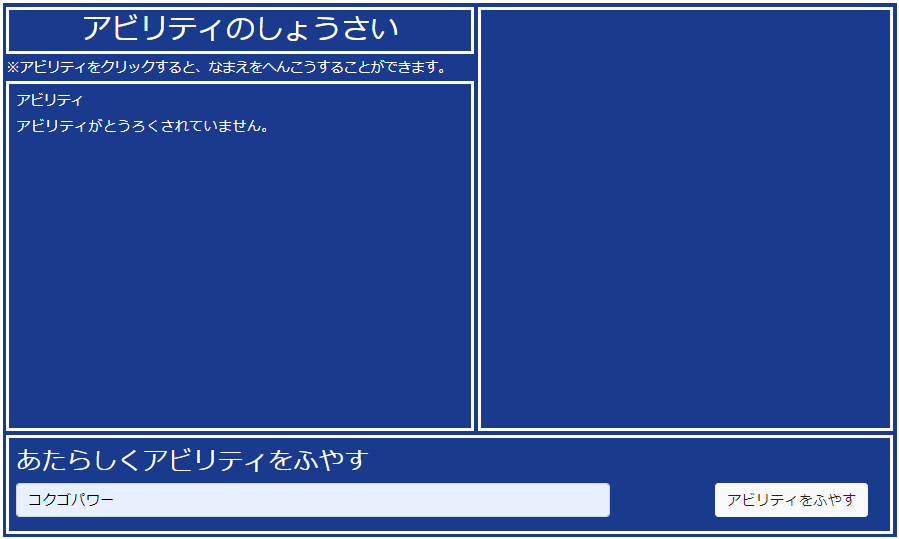 アビリティのしょうさい
※アビリティをクリックすると、なまえをへんこうすることができます。
アビリティ
アビリティがとうろくされていません。
あたらしくアビリティをふやす
コクゴパワー
アビリティをふやす